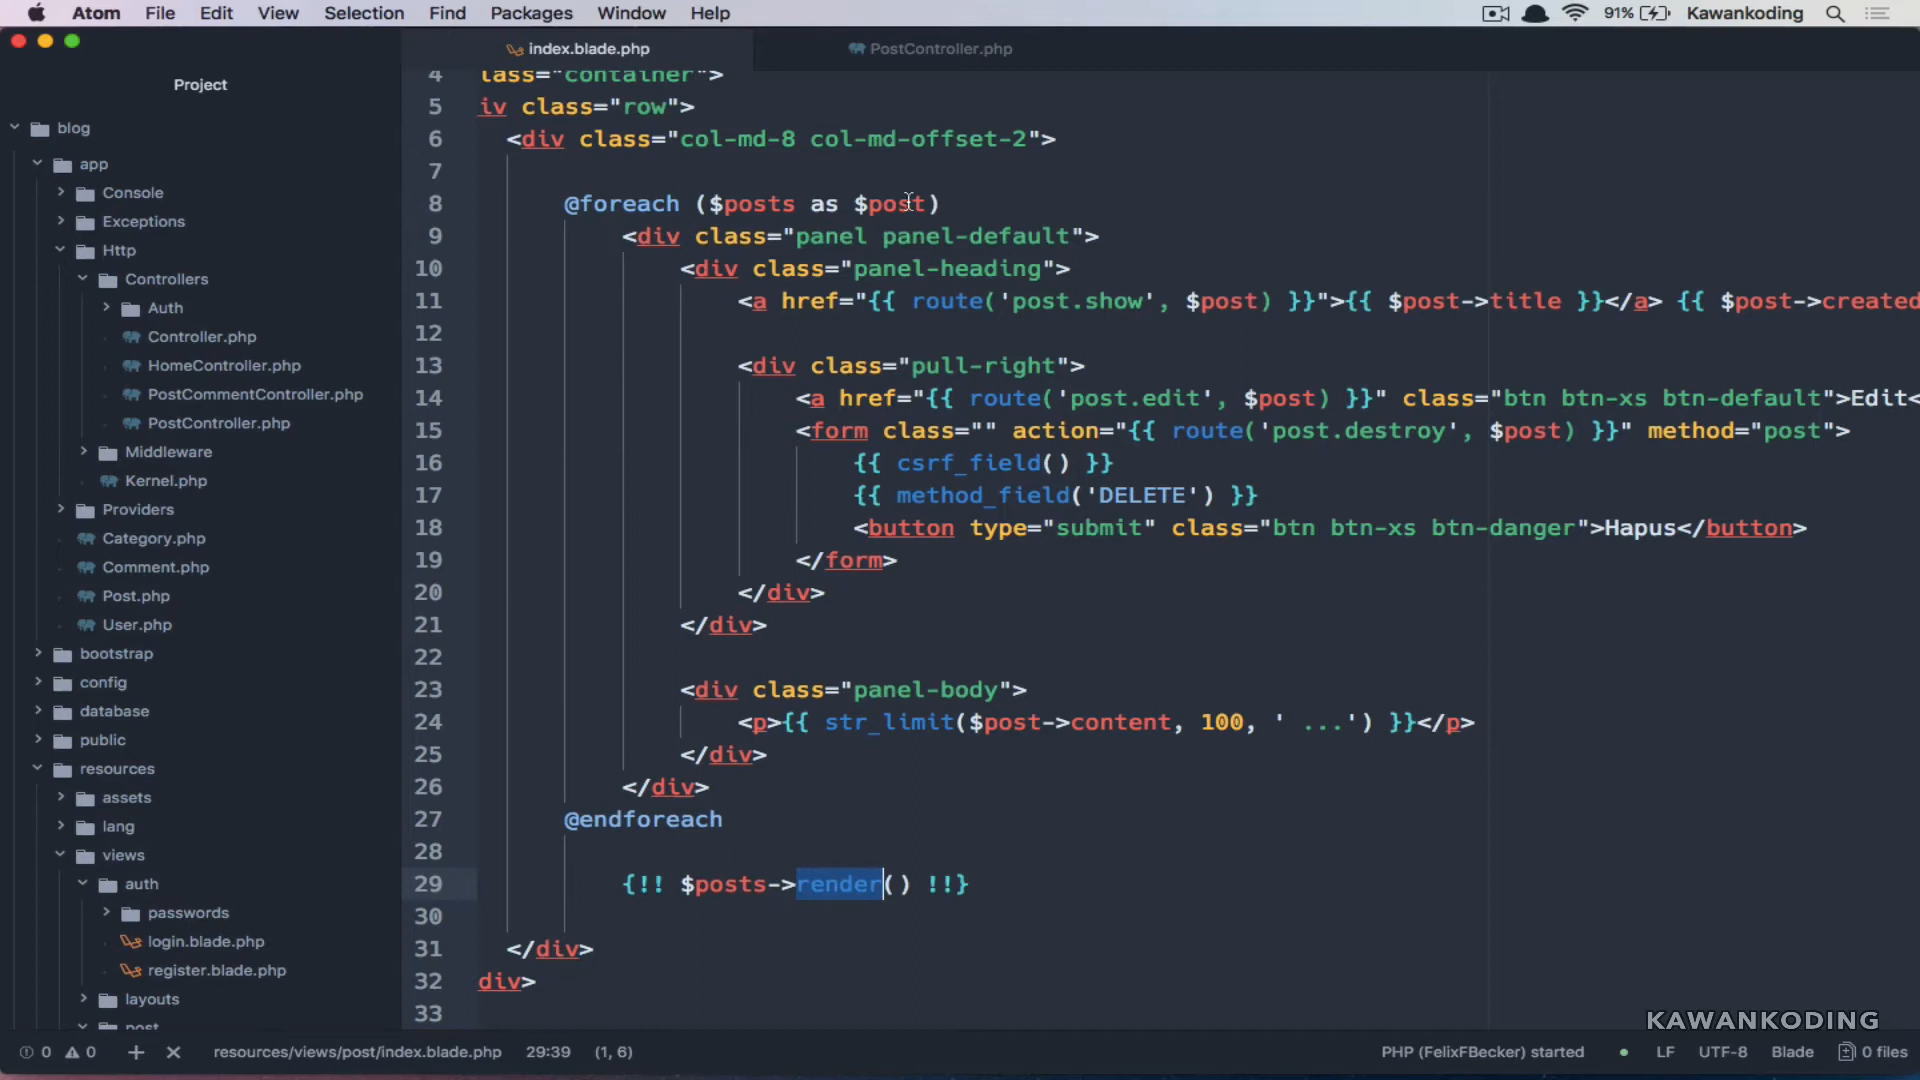 Atom File Edit View Selection Find Packages Window Help 91% Kawankoding
index.blade.php PostController.php
Project
blog
app
Console
Exceptions
Http
Controllers
Auth
Controller.php
HomeController.php
PostCommentController.php
PostController.php
Middleware
Kernel.php
Providers
Category.php
Comment.php
Post.php
User.php
bootstrap
config
database
public
resources
assets
lang
views
auth
passwords
login.blade.php
register.blade.php
layouts
post
4 lass="container">
5 iv class="row">
6 <div class="col-md-8 col-md-offset-2">
7
8 @foreach ($posts as $post)
9 <div class="panel panel-default">
10 <div class="panel-heading">
11 <a href="{{ route('post.show', $post) }}">{{ $post->title }}</a> {{ $post->created
12
13 <div class="pull-right">
14 <a href="{{ route('post.edit', $post) }}" class="btn btn-xs btn-default">Edit<
15 <form class="" action="{{ route('post.destroy', $post) }}" method="post">
16 {{ csrf_field() }}
17 {{ method_field('DELETE') }}
18 <button type="submit" class="btn btn-xs btn-danger">Hapus</button>
19 </form>
20 </div>
21 </div>
22
23 <div class="panel-body">
24 <p>{{ str_limit($post->content, 100, ' ...') }}</p>
25 </div>
26 </div>
27 @endforeach
28
29 {!! $posts->render() !!}
30
31 </div>
32 div>
33
KAWANKODING
0 0 resources/views/post/index.blade.php 29:39 (1, 6) PHP (FelixFBecker) started LF UTF-8 Blade 0 files